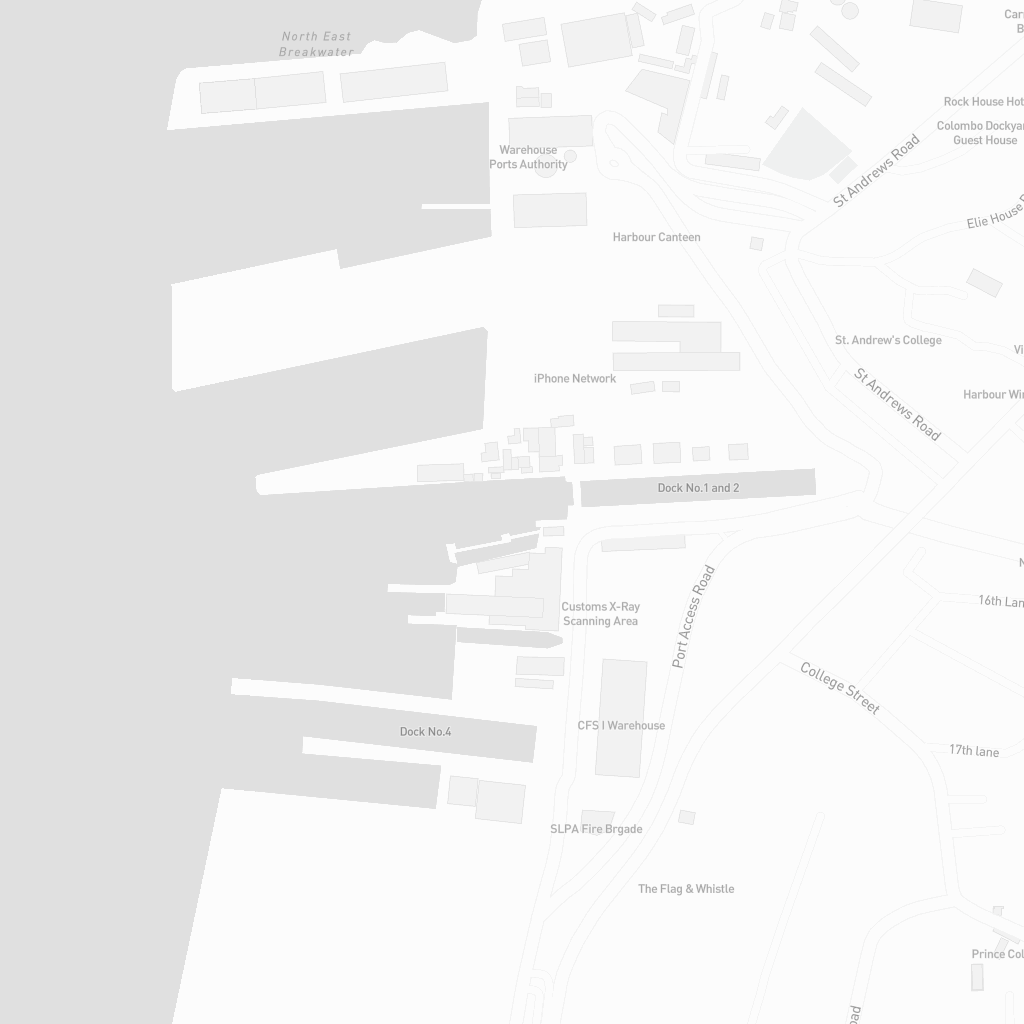 North East
Breakwater
Rock House Hot
Colombo Dockyar
Guest House
Warehouse
Ports Authority
St Andrews Road
Elie House R
Harbour Canteen
St. Andrew's College
Vi
iPhone Network
St Andrews Road
Harbour Win
Dock No.1 and 2
N
16th Lan
Customs X-Ray
Scanning Area
Port Access Road
College Street
CFS I Warehouse
Dock No.4
17th lane
SLPA Fire Brgade
The Flag & Whistle
Prince Col
oad